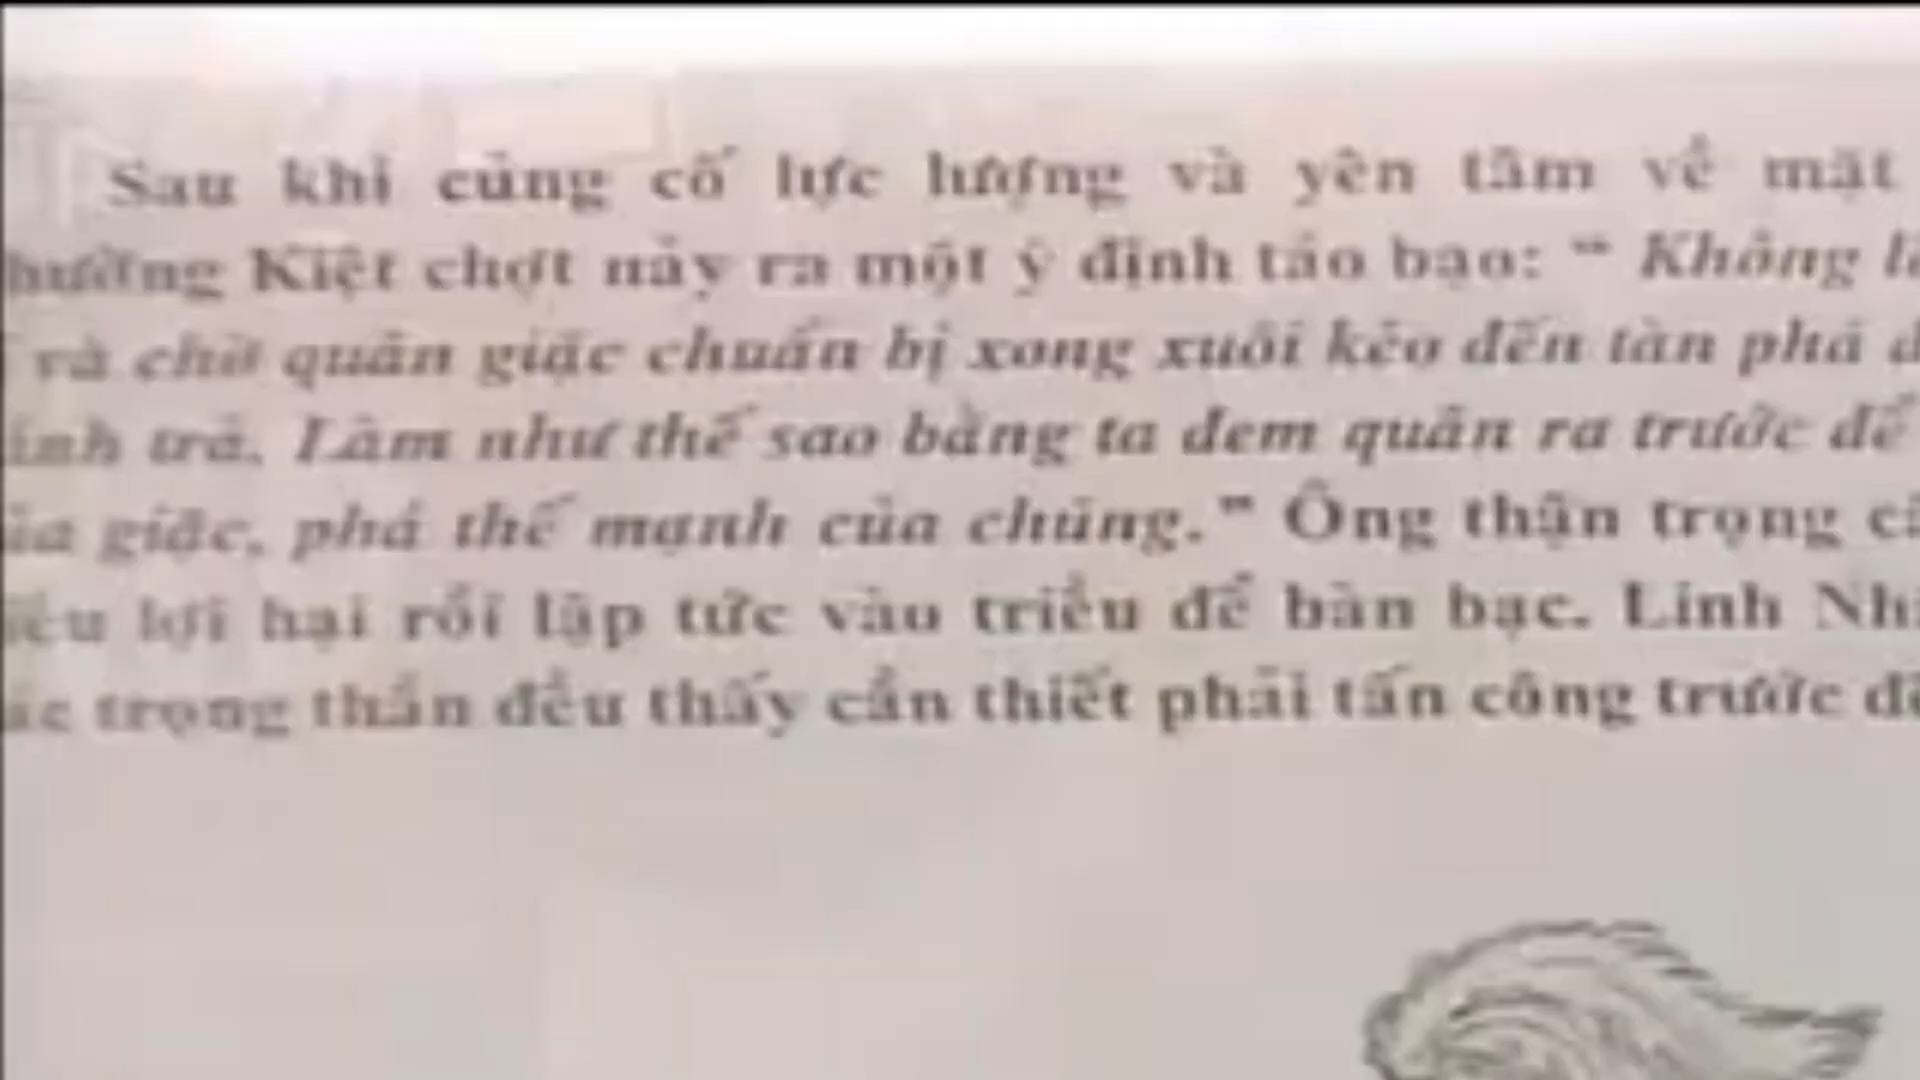 Sau khi củng cố lực lượng và yên tâm về mặt
Kiệt chợt nảy ra một ý định táo bạo: “ Không
và chờ quân giặc chuẩn bị xong xuôi kéo đến tàn phá
trả. Làm như thế sao bằng ta đem quân ra trước để
giặc, phá thế mạnh của chúng.” Ông thận trọng
lợi hại rồi lập tức vào triều để bàn bạc. Linh
trọng thần đều thấy cần thiết phải tấn công trước